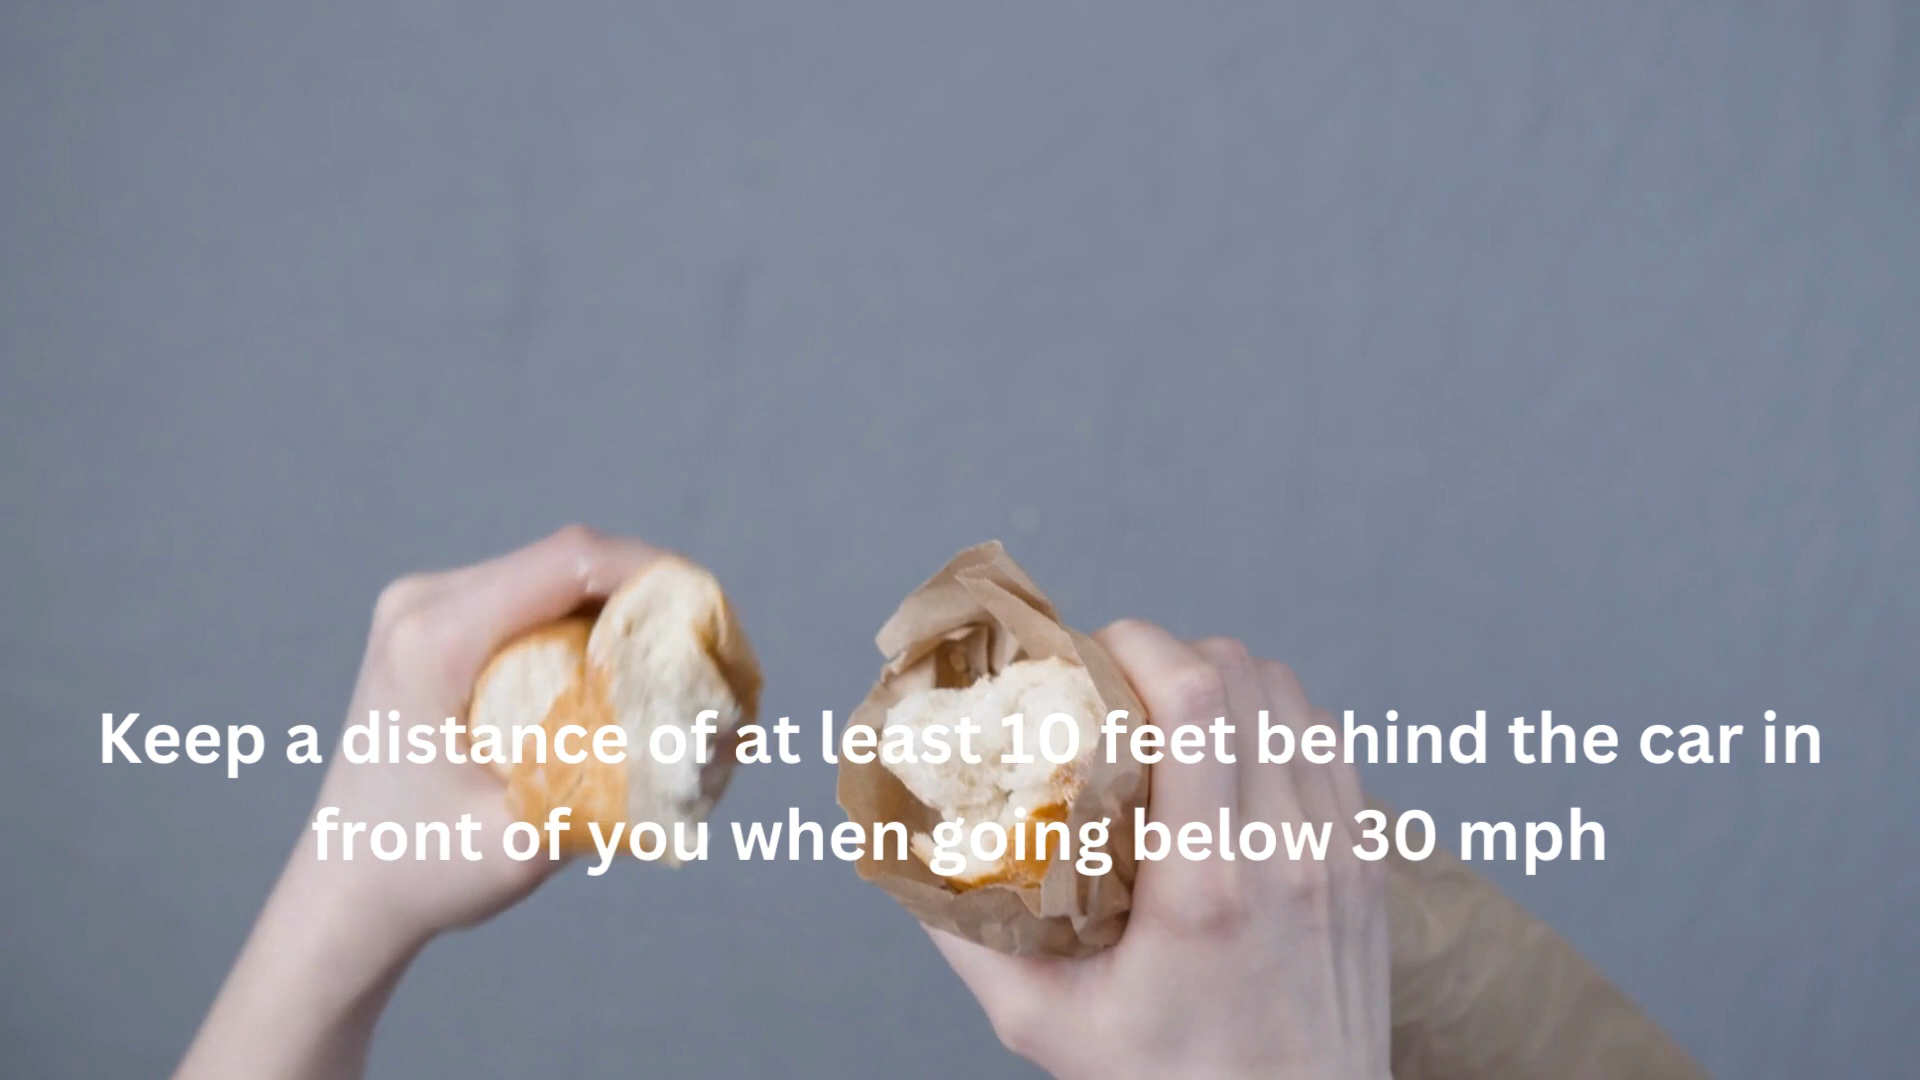 Keep a distance of at least 10 feet behind the car in
front of you when going below 30 mph